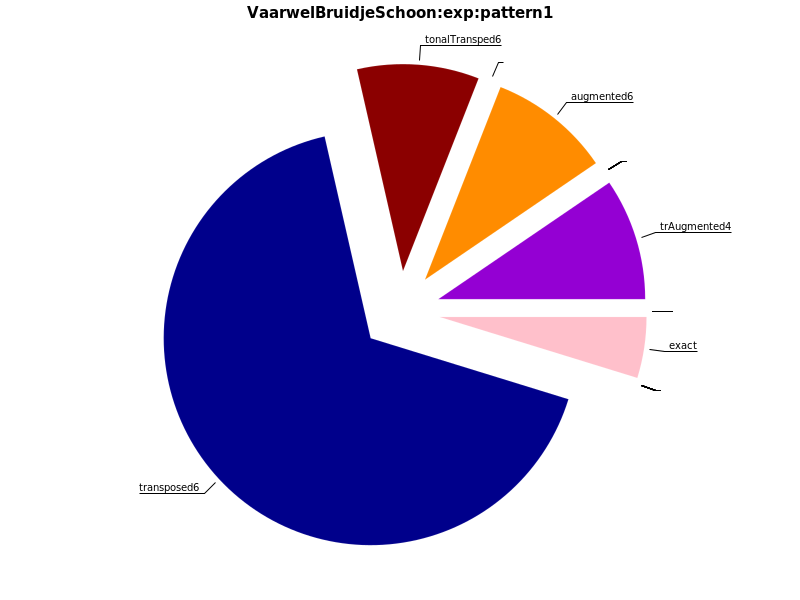 VaarwelBruidjeSchoon:exp:pattern1
tonalTransped6
augmented6
trAugmented4
exact
transposed6